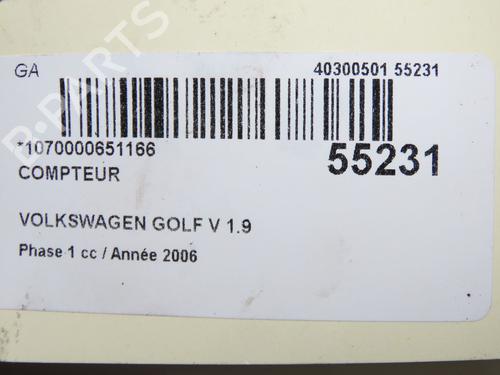 GA
40300501 55231
*1070000651166
55231
COMPTEUR
VOLKSWAGEN GOLF V 1.9
Phase 1 cc / Année 2006
B-PARTS